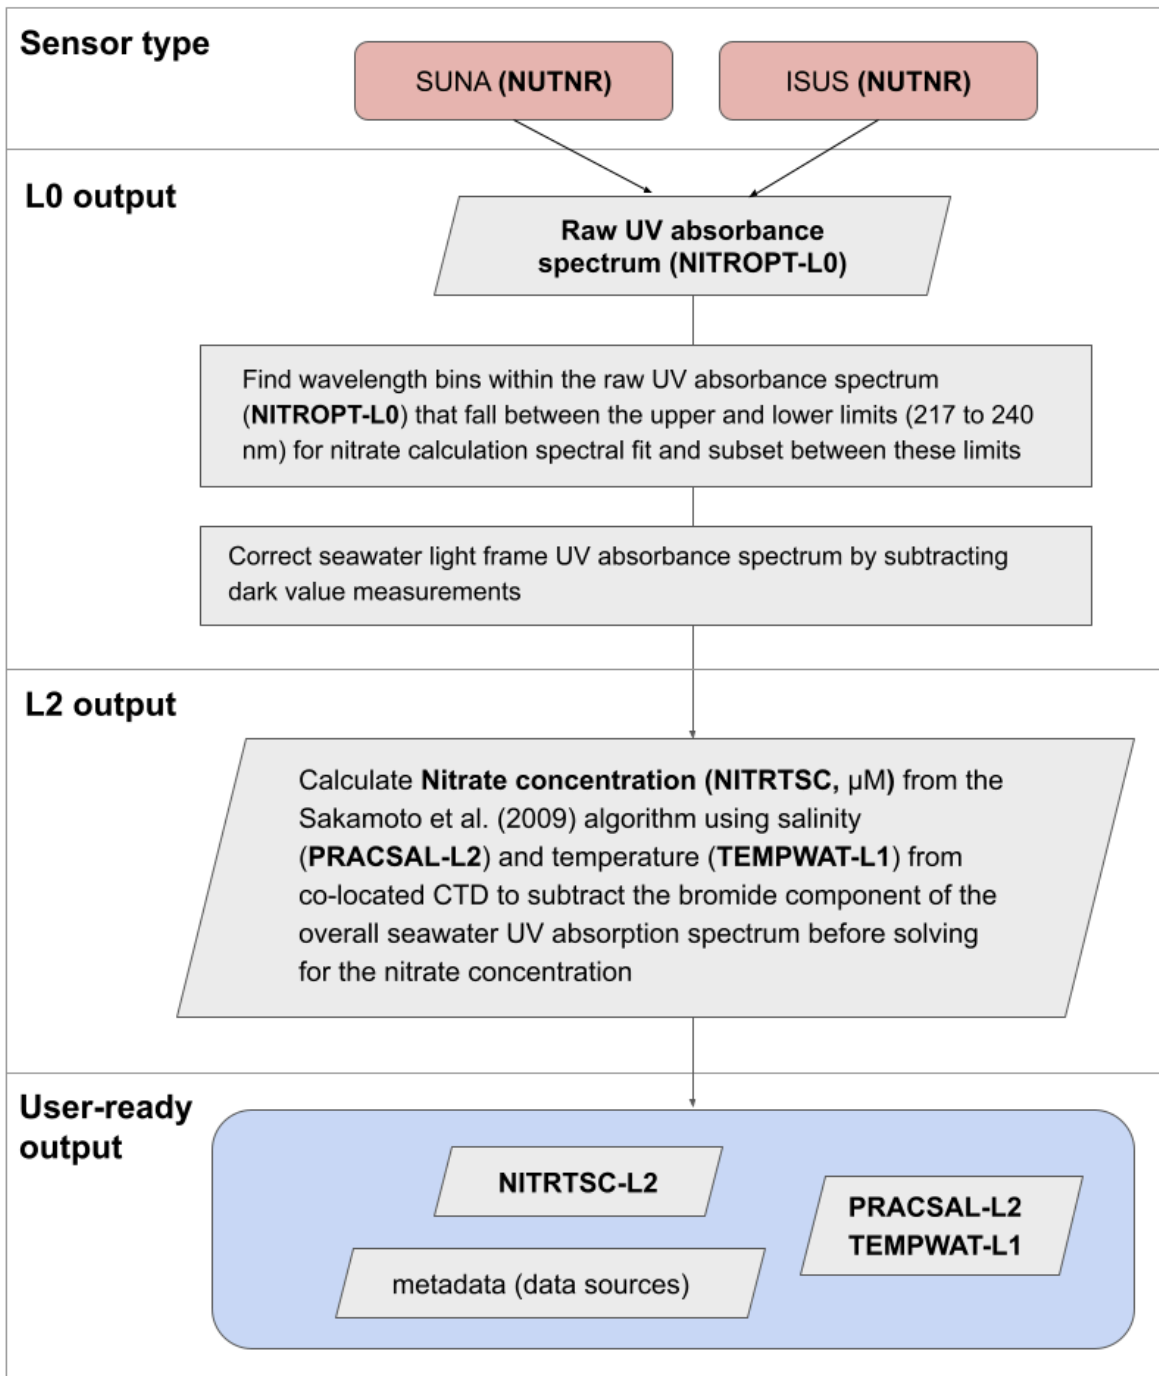 Sensor type
SUNA (NUTNR)
ISUS (NUTNR)
L0 output
Raw UV absorbance
spectrum (NITROPT-L0)
Find wavelength bins within the raw UV absorbance spectrum
(NITROPT-L0) that fall between the upper and lower limits (217 to 240
nm) for nitrate calculation spectral fit and subset between these limits
Correct seawater light frame UV absorbance spectrum by subtracting
dark value measurements
L2 output
Calculate Nitrate concentration (NITRTSC, µM) from the
Sakamoto et al. (2009) algorithm using salinity
(PRACSAL-L2) and temperature (TEMPWAT-L1) from
co-located CTD to subtract the bromide component of the
overall seawater UV absorption spectrum before solving
for the nitrate concentration
User-ready
output
NITRTSC-L2
PRACSAL-L2
TEMPWAT-L1
metadata (data sources)